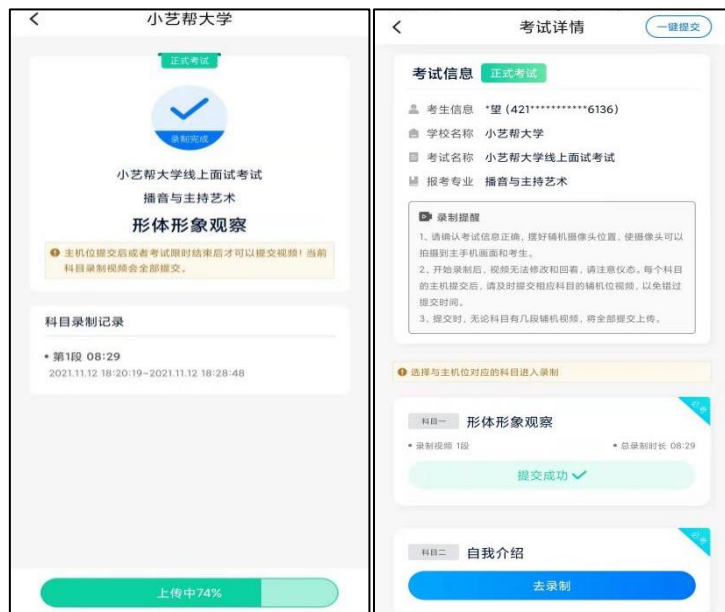 小艺帮大学
正式考试
录制完成
小艺帮大学线上面试考试
播音与主持艺术
形体形象观察
主机位提交后或者考试限时结束后才可以提交视频！当前
科目录制视频会全部提交。
科目录制记录
• 第1段 08:29
2021.11.12 18:20:19~2021.11.12 18:28:48
上传中74%
考试详情
一键提交
考试信息 正式考试
考生信息 *望 (421***********6136)
学校名称 小艺帮大学
考试名称 小艺帮大学线上面试考试
报考专业 播音与主持艺术
录制提醒
1、请确认考试信息正确，摆好辅机摄像头位置，使摄像头可以
拍摄到主手机画面和考生。
2、开始录制后，视频无法修改和回看，请注意仪态。每个科目
的主机提交后，请及时提交相应科目的辅机位视频，以免错过
提交时间。
3、提交时，无论科目有几段辅机视频，将全部提交上传。
选择与主机位对应的科目进入录制
科目一 形体形象观察
• 录制视频 1段 • 总录制时长 08:29
提交成功
科目二 自我介绍
去录制